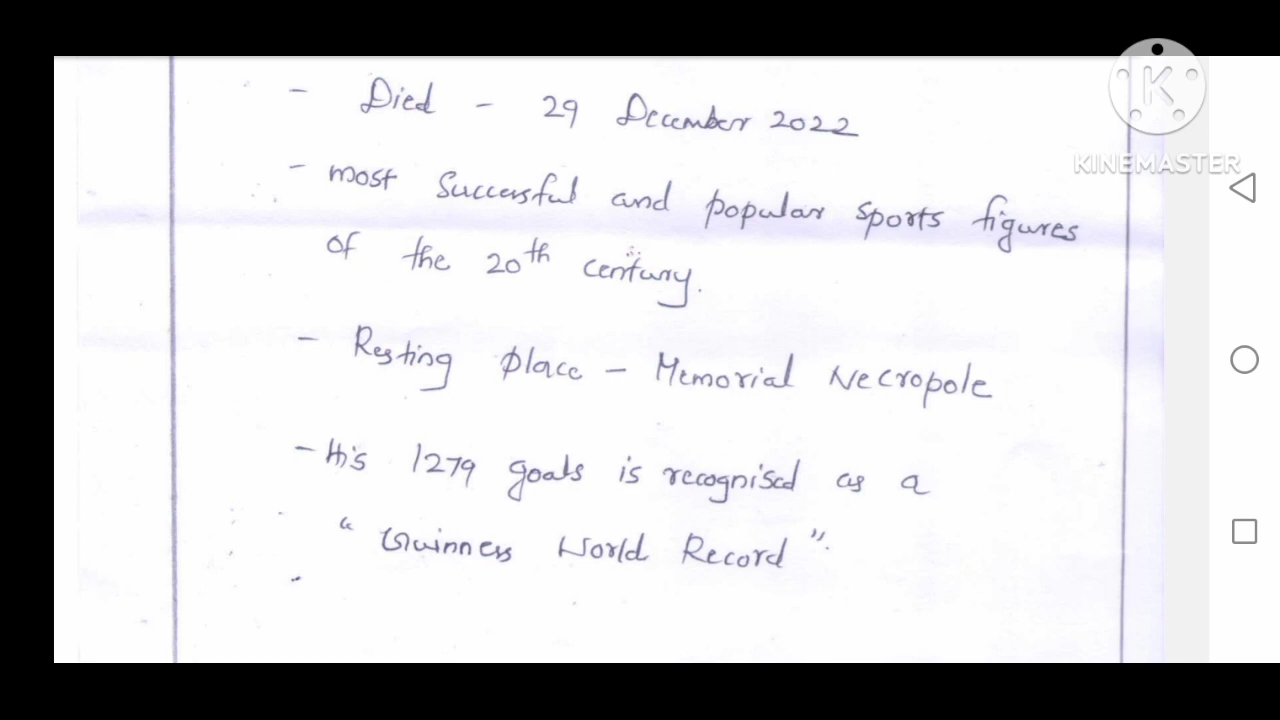 - Died - 29 December 2022
- most successful and popular sports figures
of the 20th century.
- Resting place - Memorial Necropole
- His 1279 goals is recognised as a
" Guinness World Record ".
KINEMASTER